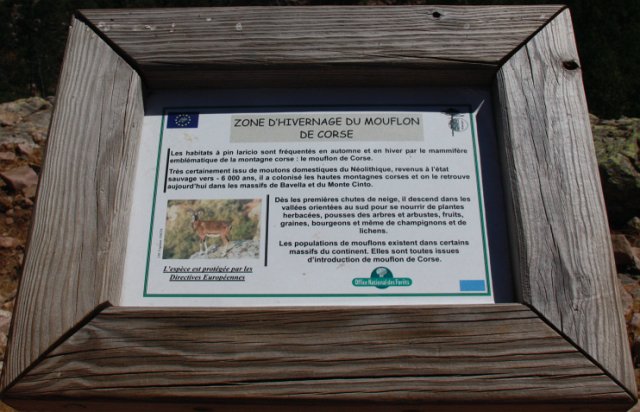 ZONE D'HIVERNAGE DU MOUFLON
DE CORSE
Les habitats à pin laricio sont fréquentés en automne et en hiver par le mammifère
emblématique de la montagne corse : le mouflon de Corse.
Très certainement issu de moutons domestiques du Néolithique, revenus à l'état
sauvage vers - 6 000 ans, il a colonisé les hautes montagnes corses et on le retrouve
aujourd'hui dans les massifs de Bavella et du Monte Cinto.
Dès les premières chutes de neige, il descend dans les
vallées orientées au sud pour se nourrir de plantes
herbacées, pousses des arbres et arbustes, fruits,
graines, bourgeons et même de champignons et de
lichens.
Les populations de mouflons existent dans certains
massifs du continent. Elles sont toutes issues
d'introduction de mouflon de Corse.
L'espèce est protégée par les
Directives Européennes
Office National des Forêts